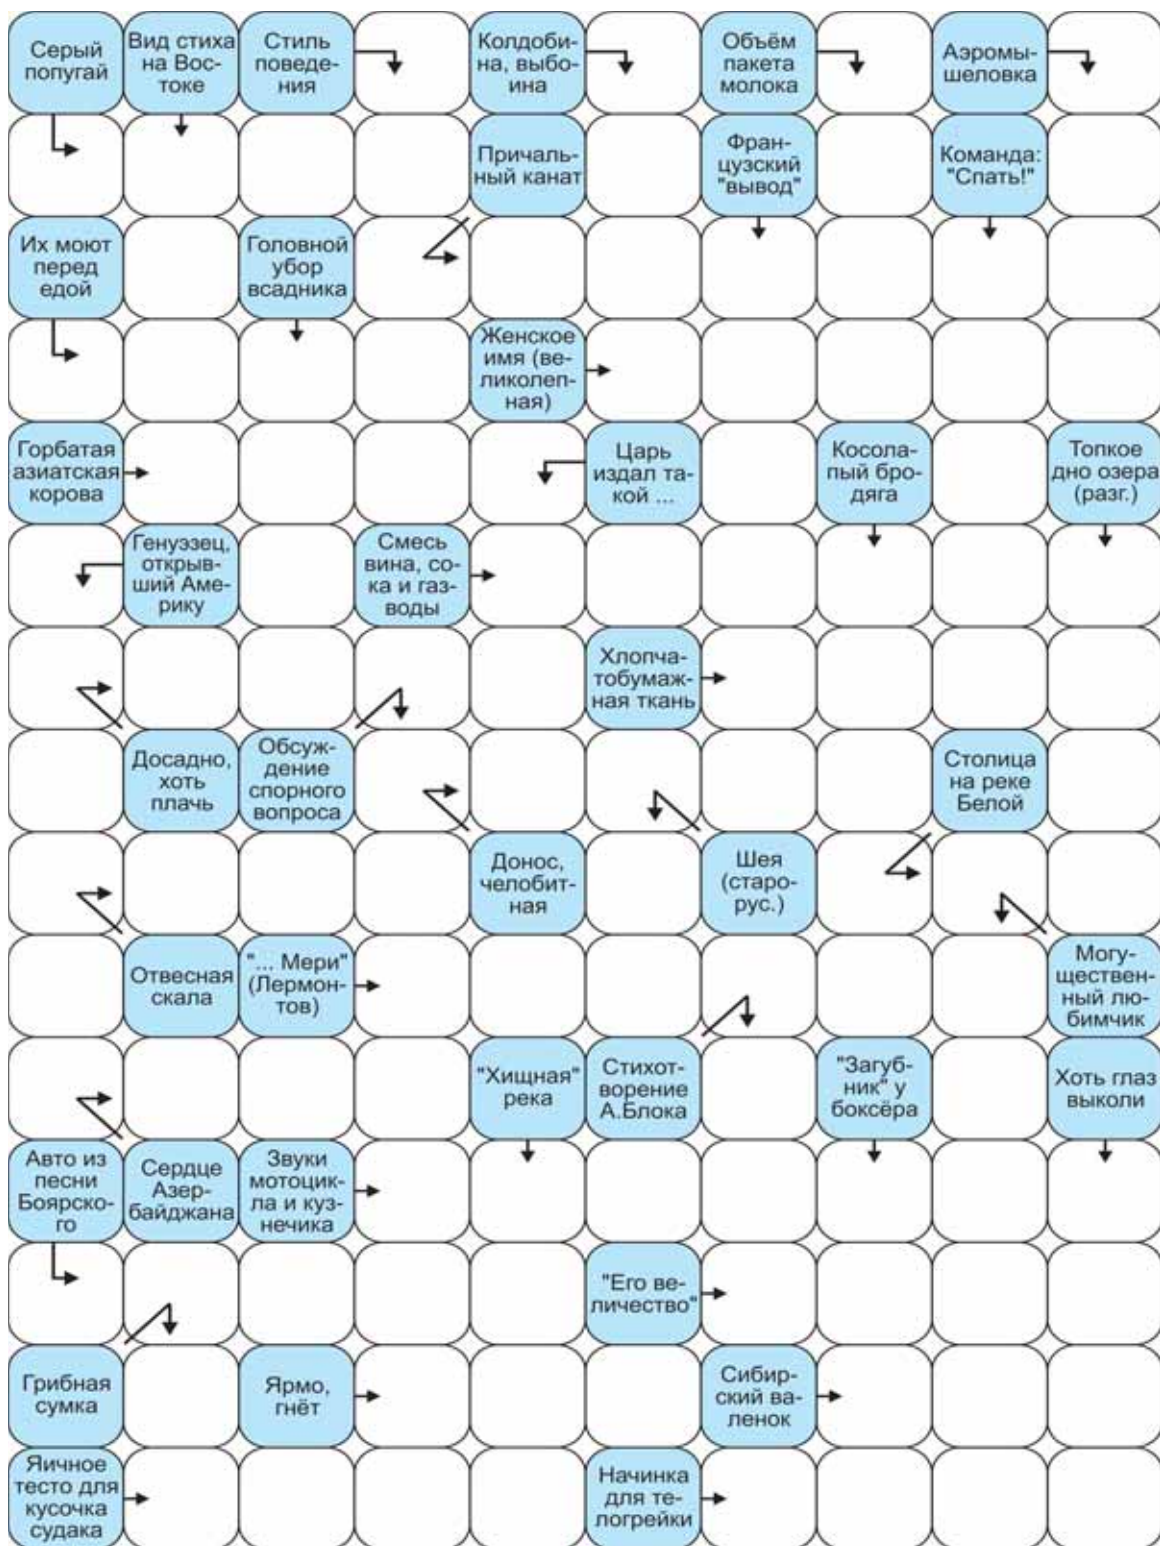 Серый
попугай
Вид стиха
на Вос-
токе
Стиль
поведе-
ния
Колдоби-
на, выбо-
ина
Объём
пакета
молока
Аэромы-
шеловка
Причаль-
ный канат
Фран-
цузский
"вывод"
Команда:
"Спать!"
Их моют
перед
едой
Головной
убор
всадника
Женское
имя (ве-
ликолеп-
ная)
Горбатая
азиатская
корова
Царь
издал та-
кой ...
Косола-
пый бро-
дяга
Топкое
дно озера
(разг.)
Генуэзец,
открыв-
ший Аме-
рику
Смесь
вина, со-
ка и газ-
воды
Хлопча-
тобумаж-
ная ткань
Досадно,
хоть
плачь
Обсуж-
дение
спорного
вопроса
Столица
на реке
Белой
Донос,
челобит-
ная
Шея
(старо-
рус.)
Отвесная
скала
"... Мери"
(Лермон-
тов)
Могу-
ществен-
ный лю-
бимчик
"Хищная"
река
Стихот-
ворение
А.Блока
"Загуб-
ник" у
боксёра
Хоть глаз
выколи
Авто из
песни
Боярско-
го
Сердце
Азер-
байджана
Звуки
мотоцик-
ла и куз-
нечика
"Его ве-
личество"
Грибная
сумка
Ярмо,
гнёт
Сибир-
ский ва-
ленок
Яичное
тесто для
кусочка
судака
Начинка
для те-
логрейки